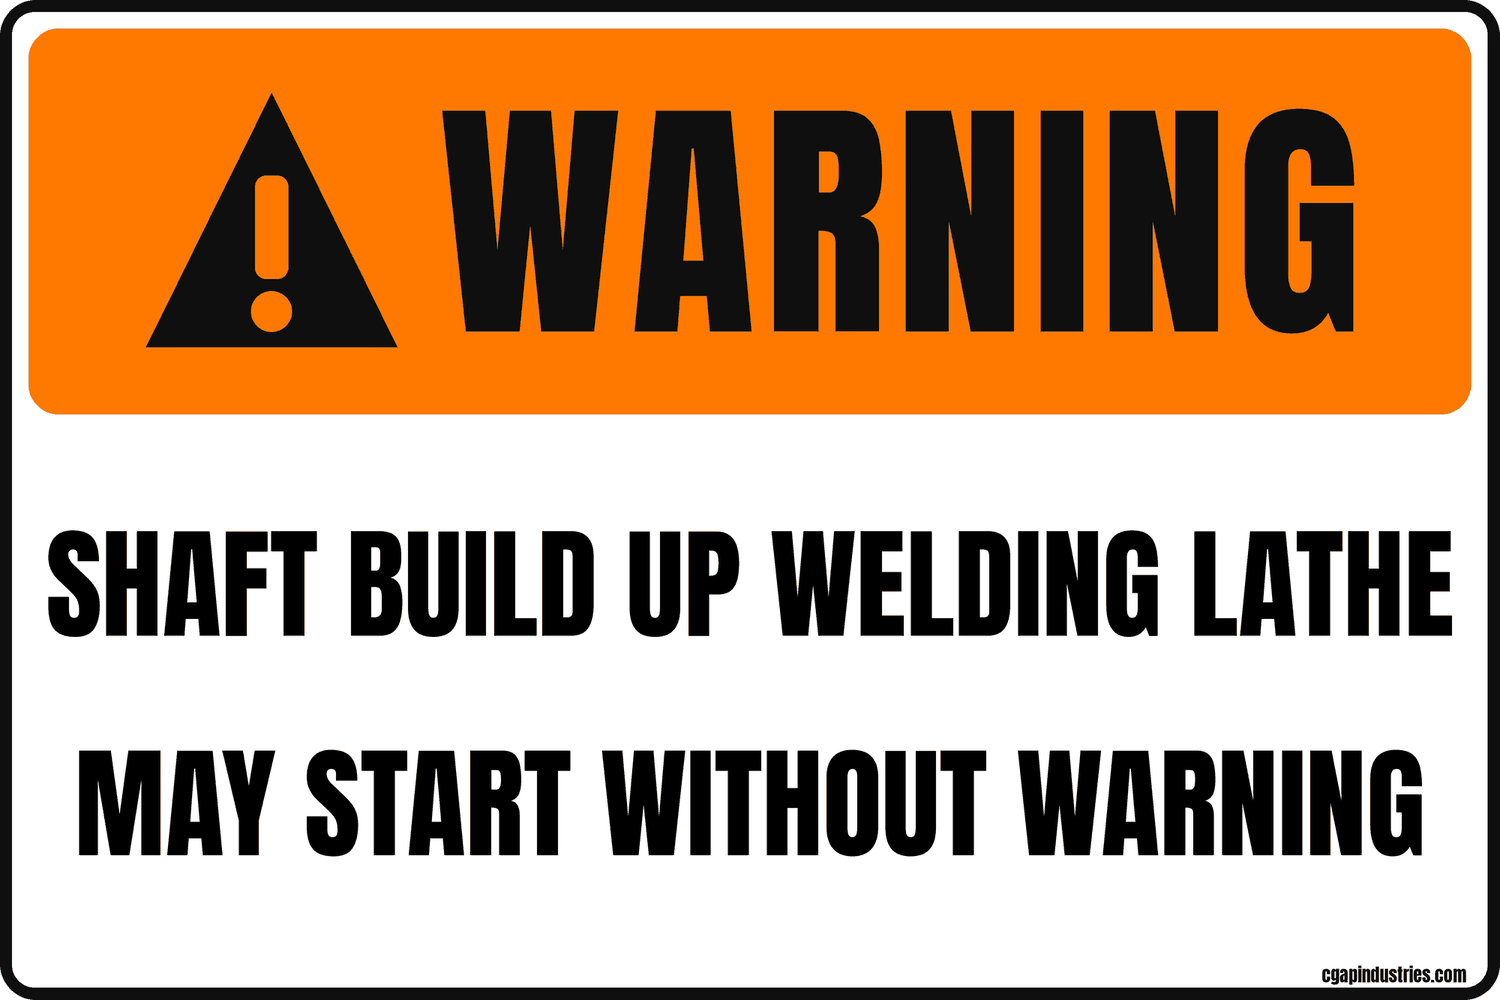 WARNING
SHAFT BUILD UP WELDING LATHE
MAY START WITHOUT WARNING
cgapindustries.com